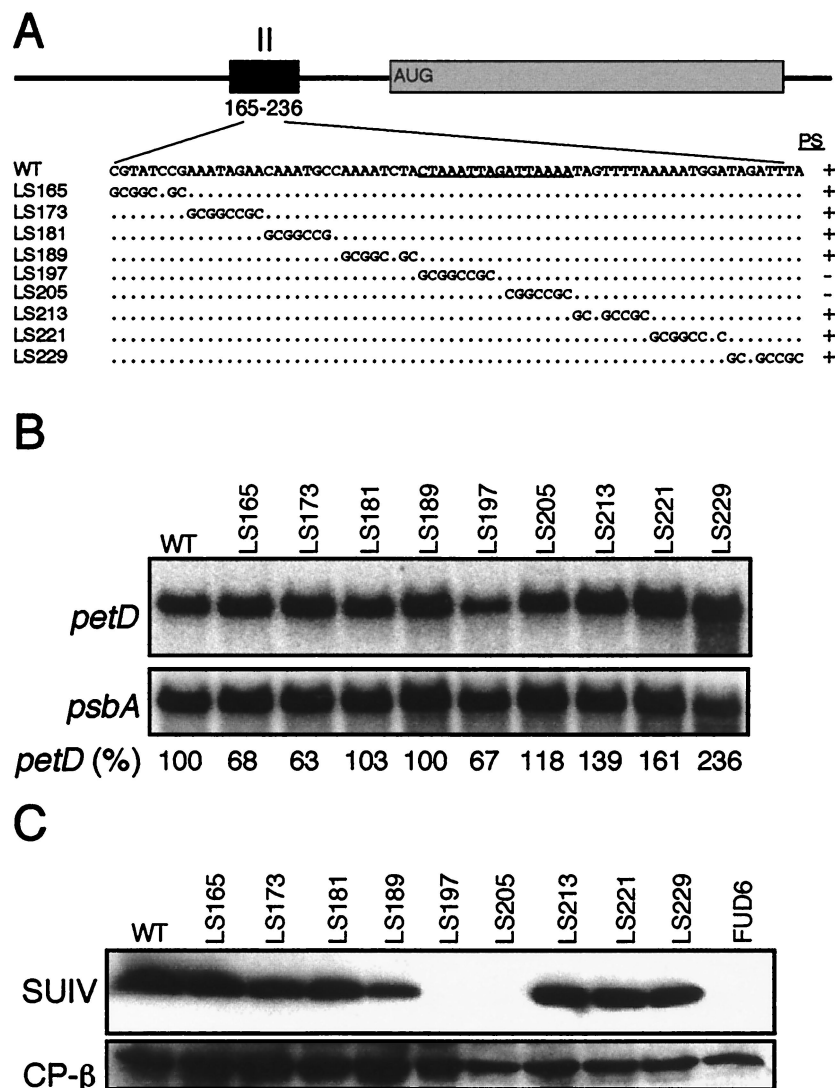 A
II
AUG
165-236
PS
WT CGTATCCGAAATAGAACAAATGCCAAAATCTACTAAATTAGATTAAAATAGTTTTAAAAATGGATAGATTTA +
LS165 GCGGC.GC................................................................ +
LS173 ........GCGGCCGC........................................................ +
LS181 ................GCGGCCG................................................. +
LS189 ........................GCGGC.GC........................................ +
LS197 ................................GCGGCCGC................................ -
LS205 .........................................CGGCCGC........................ -
LS213 ................................................GC.GCCGC................ +
LS221 ........................................................GCGGCC.C........ +
LS229 ................................................................GC.GCCGC +
B
WT LS165 LS173 LS181 LS189 LS197 LS205 LS213 LS221 LS229
petD
psbA
petD (%) 100 68 63 103 100 67 118 139 161 236
C
WT LS165 LS173 LS181 LS189 LS197 LS205 LS213 LS221 LS229 FUD6
SUIV
CP-β